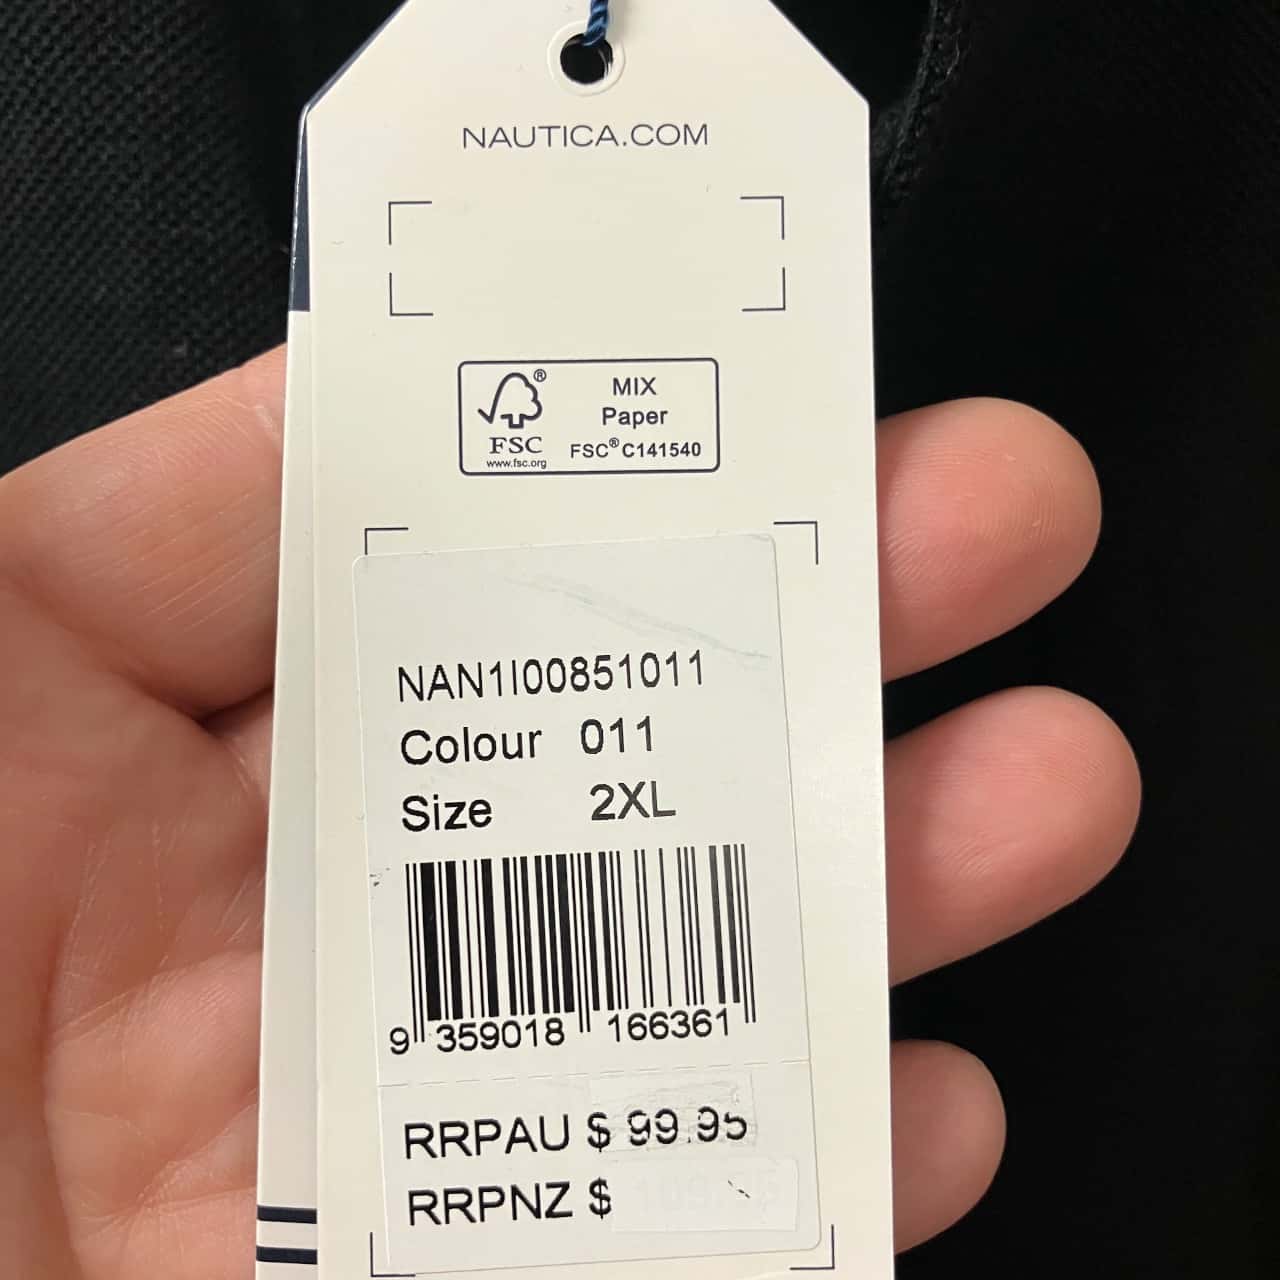 NAUTICA.COM
MIX
Paper
FSC® C141540
FSC
www.fsc.org
NAN1I00851011
Colour 011
Size 2XL
9 359018 166361
RRPAU $ 99.95
RRPNZ $